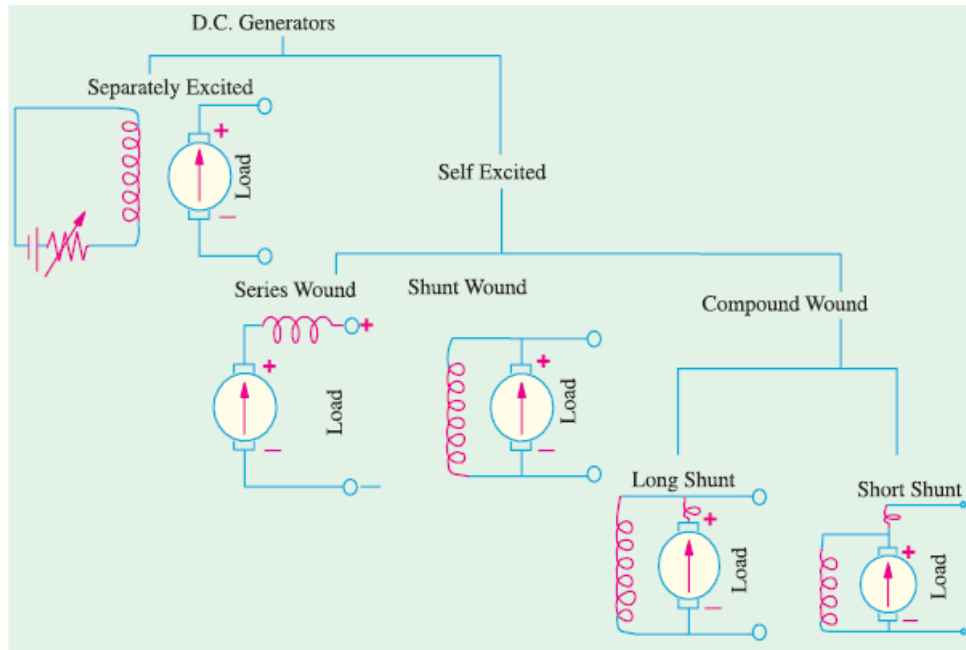 D.C. Generators
Separately Excited
+
Load
−
Self Excited
Series Wound
Shunt Wound
Compound Wound
+
+
Load
−
−
+
Load
−
Long Shunt
+
Load
−
Short Shunt
+
Load
−